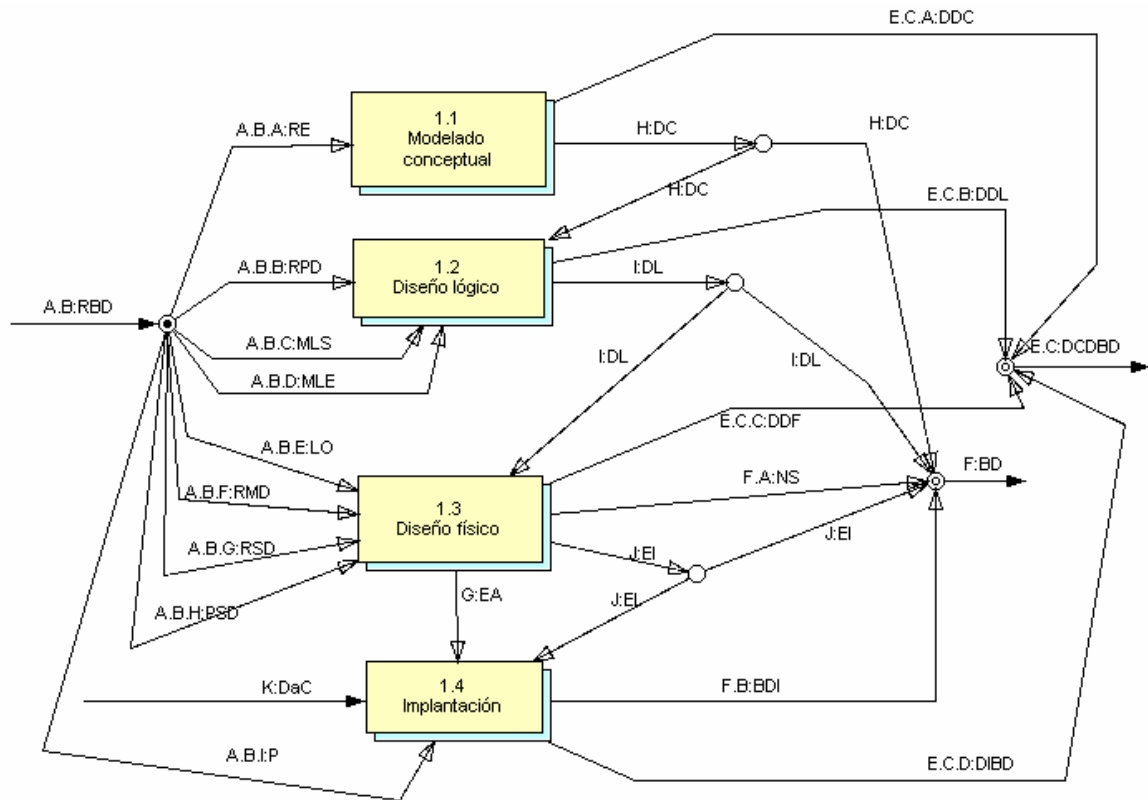 E.C.A:DDC
1.1
Modelado
conceptual
A.B.A:RE
H:DC
H:DC
H:DC
E.C.B:DDL
1.2
Diseño lógico
A.B.B:RPD
I:DL
A.B:RBD
A.B.C:MLS
A.B.D:MLE
I:DL
I:DL
E.C:DCDBD
E.C.C:DDF
A.B.E:LO
A.B.F:RMD
1.3
Diseño físico
F.A:NS
F:BD
A.B.G:RSD
J:EI
J:EI
A.B.H:PSD
G:EA
J:EI
1.4
Implantación
K:DaC
F.B:BDI
A.B.I:P
E.C.D:DIBD